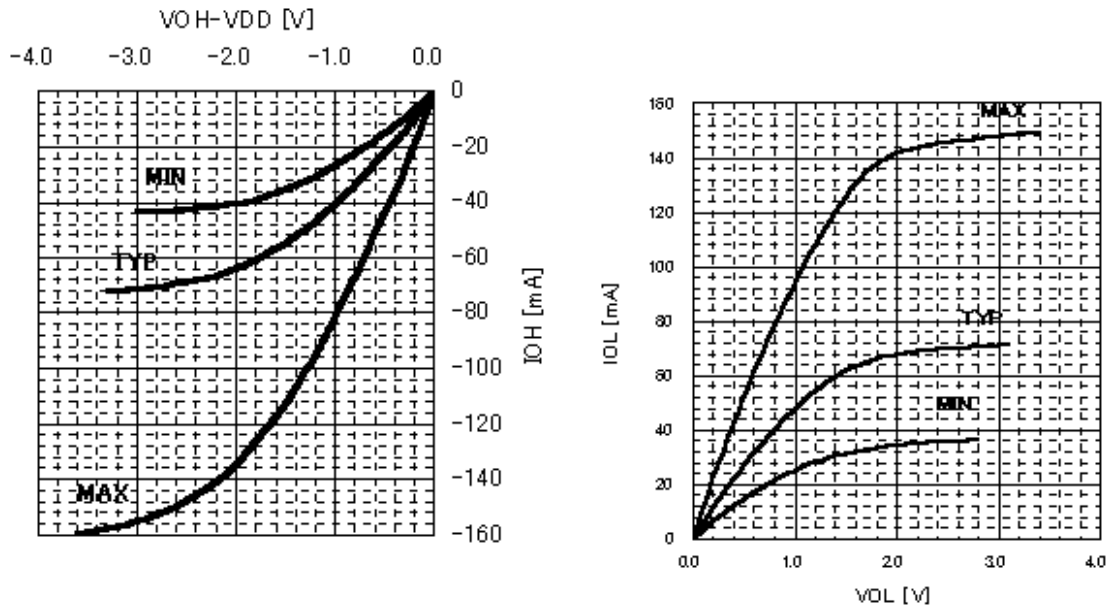 VOH-VDD [V]
-4.0 -3.0 -2.0 -1.0 0.0
0
-20
-40
-60
-80
-100
-120
-140
-160
IOH [mA]
MIN
TYP
MAX
160
140
120
100
80
60
40
20
0
IOL [mA]
MAX
TYP
MIN
0.0 1.0 2.0 3.0 4.0
VOL [V]